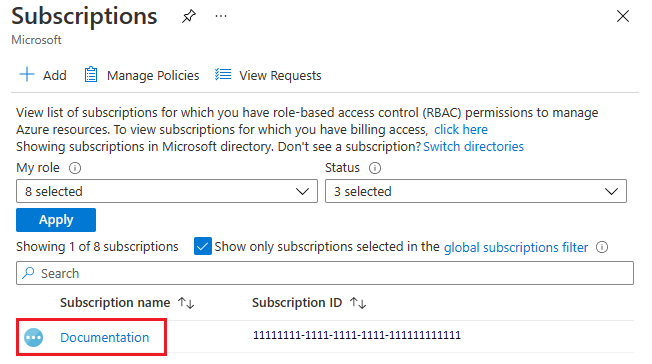 Subscriptions
Microsoft
Add Manage Policies View Requests
View list of subscriptions for which you have role-based access control (RBAC) permissions to manage
Azure resources. To view subscriptions for which you have billing access, click here
Showing subscriptions in Microsoft directory. Don't see a subscription? Switch directories
My role Status
8 selected 3 selected
Apply
Showing 1 of 8 subscriptions Show only subscriptions selected in the global subscriptions filter
Search
Subscription name Subscription ID
Documentation 11111111-1111-1111-1111-111111111111